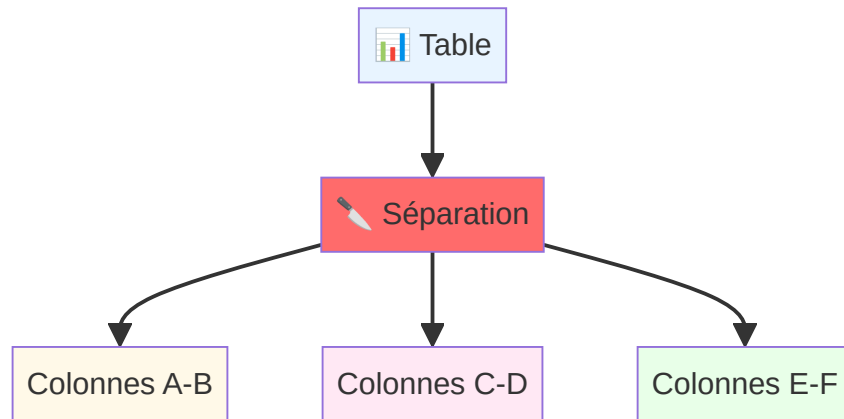 📊 Table
🔪 Séparation
Colonnes A-B
Colonnes C-D
Colonnes E-F